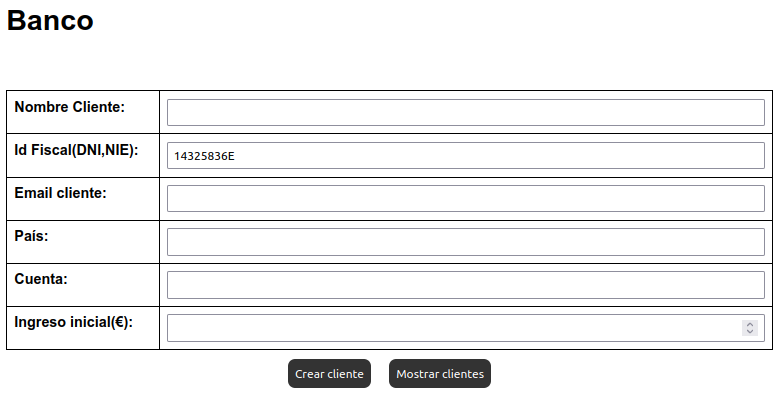 Banco
Nombre Cliente:
Id Fiscal(DNI,NIE): 14325836E
Email cliente:
País:
Cuenta:
Ingreso inicial(€):
Crear cliente Mostrar clientes